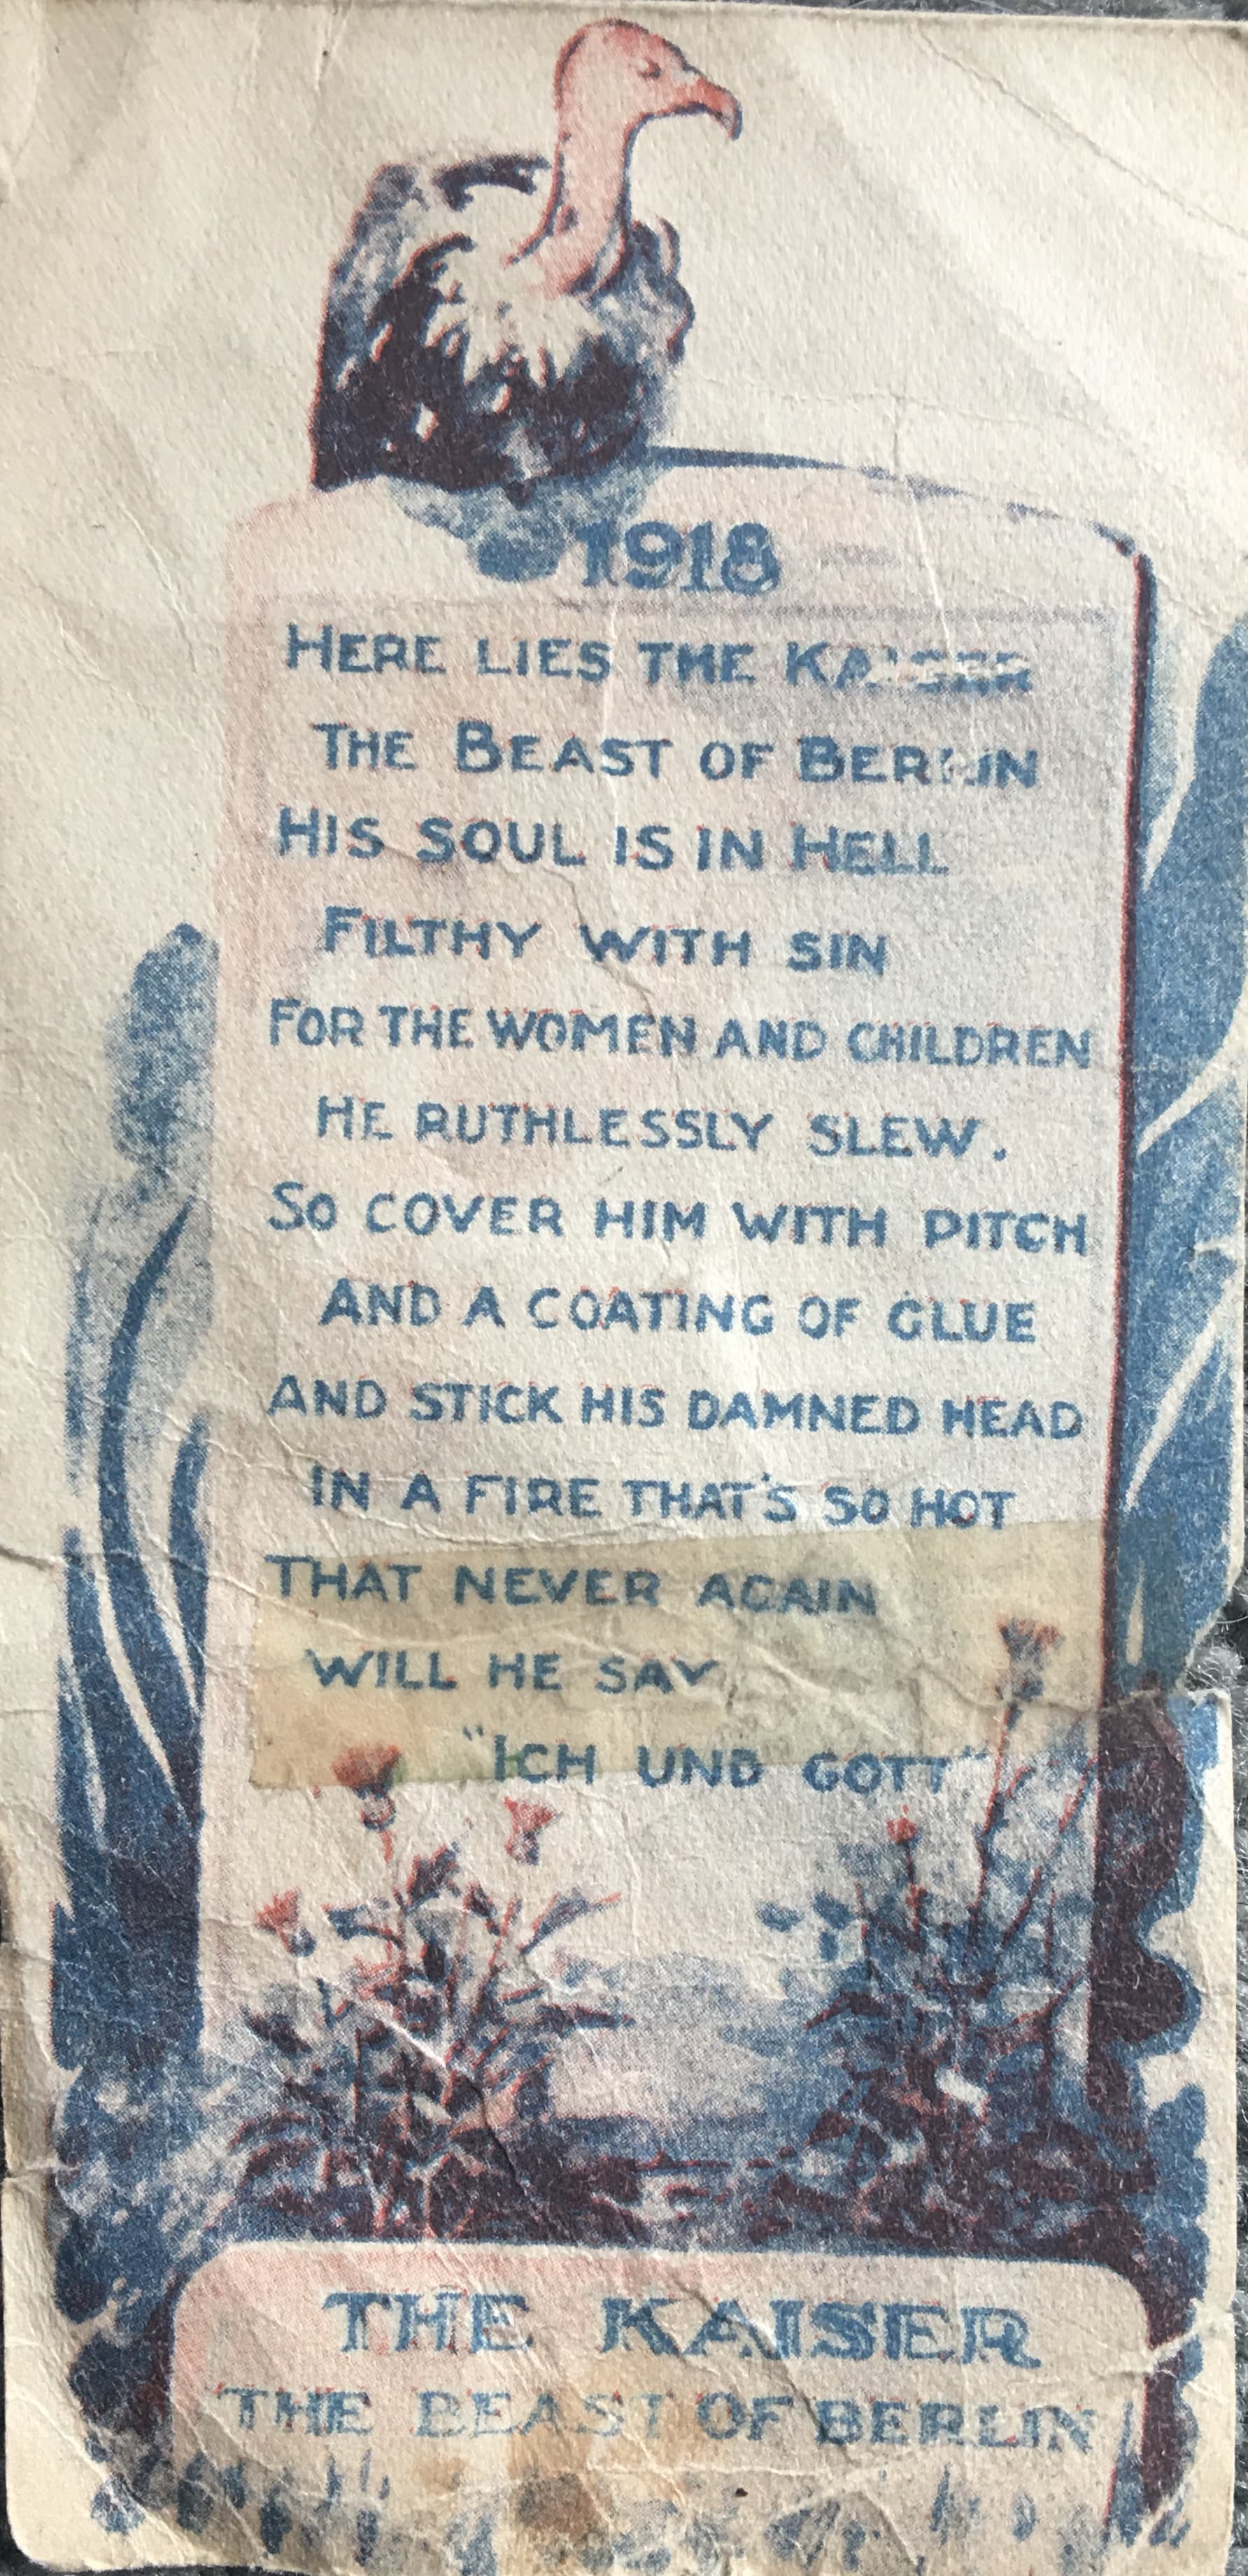 1918
HERE LIES THE KAISER
THE BEAST OF BERLIN
HIS SOUL IS IN HELL
FILTHY WITH SIN
FOR THE WOMEN AND CHILDREN
HE RUTHLESSLY SLEW.
SO COVER HIM WITH PITCH
AND A COATING OF GLUE
AND STICK HIS DAMNED HEAD
IN A FIRE THAT'S SO HOT
THAT NEVER AGAIN
WILL HE SAY
"ICH UND GOTT"
THE KAISER
THE BEAST OF BERLIN